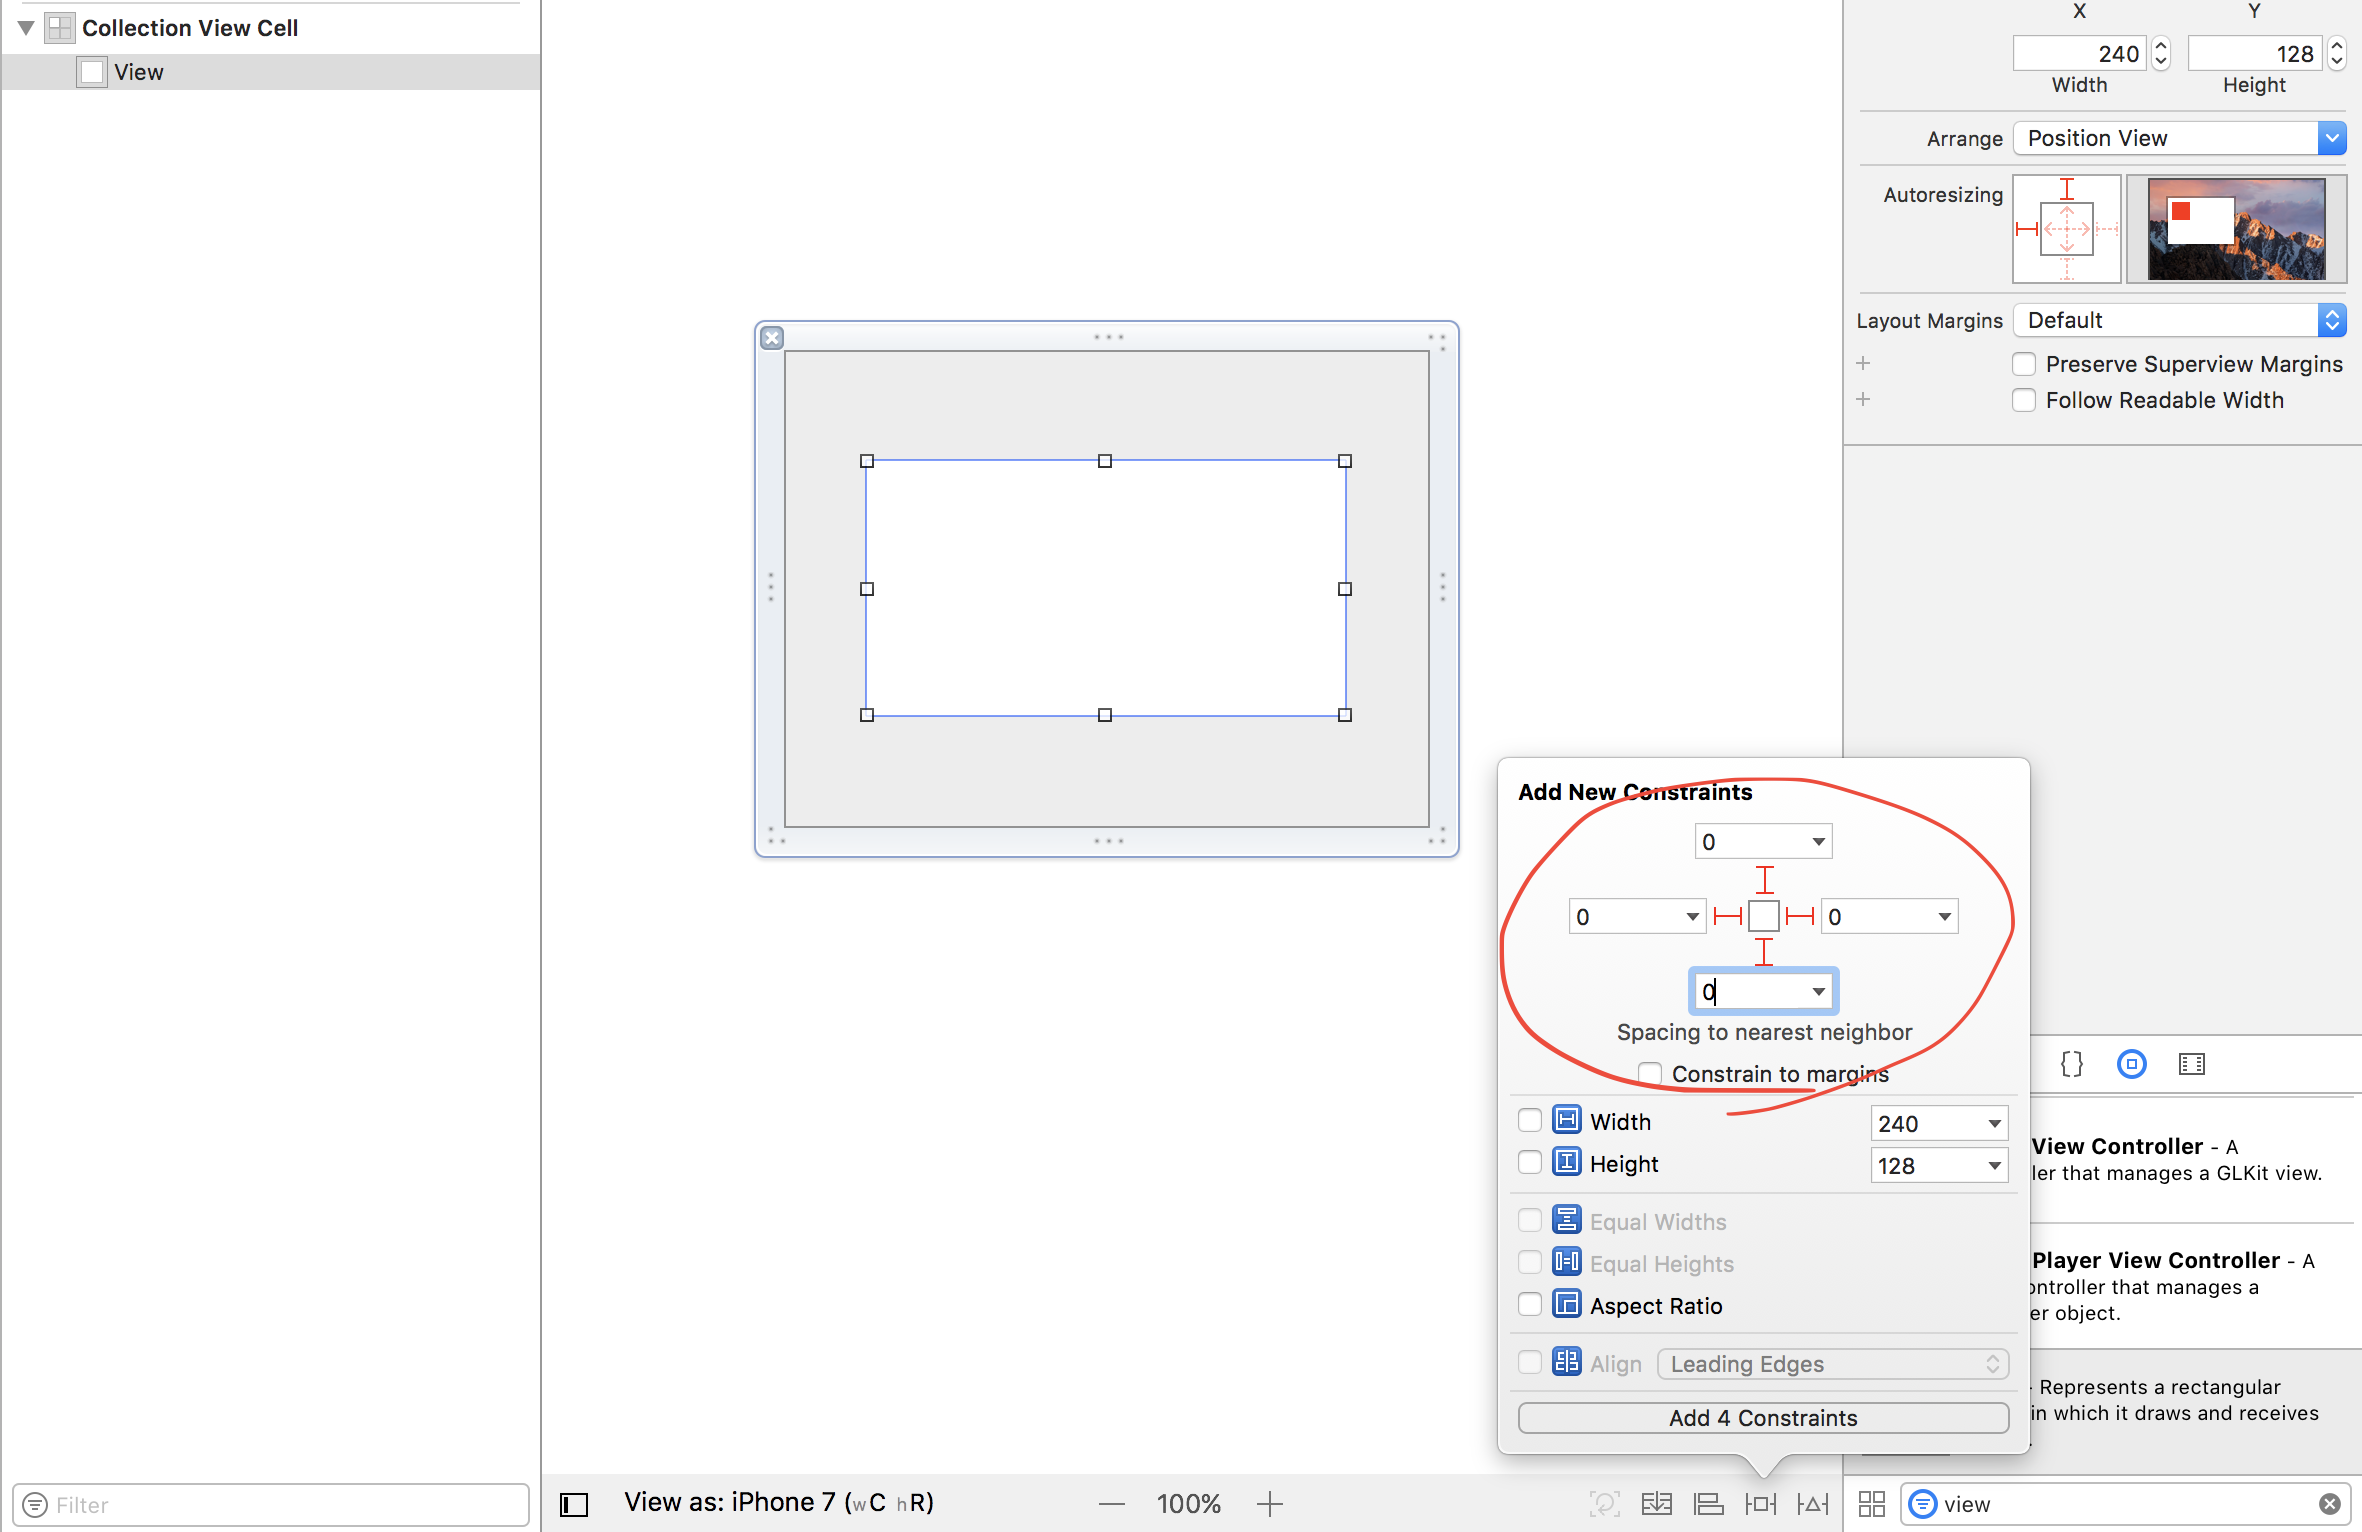 Collection View Cell
View
Filter
View as: iPhone 7 (wC hR)
100%
X
Y
240
128
Width
Height
Arrange
Position View
Autoresizing
Layout Margins
Default
Preserve Superview Margins
Follow Readable Width
Add New Constraints
0
0
0
0
Spacing to nearest neighbor
Constrain to margins
Width
240
Height
128
Equal Widths
Equal Heights
Aspect Ratio
Align
Leading Edges
Add 4 Constraints
View Controller - A
ler that manages a GLKit view.
Player View Controller - A
ontroller that manages a
er object.
- Represents a rectangular
in which it draws and receives
view